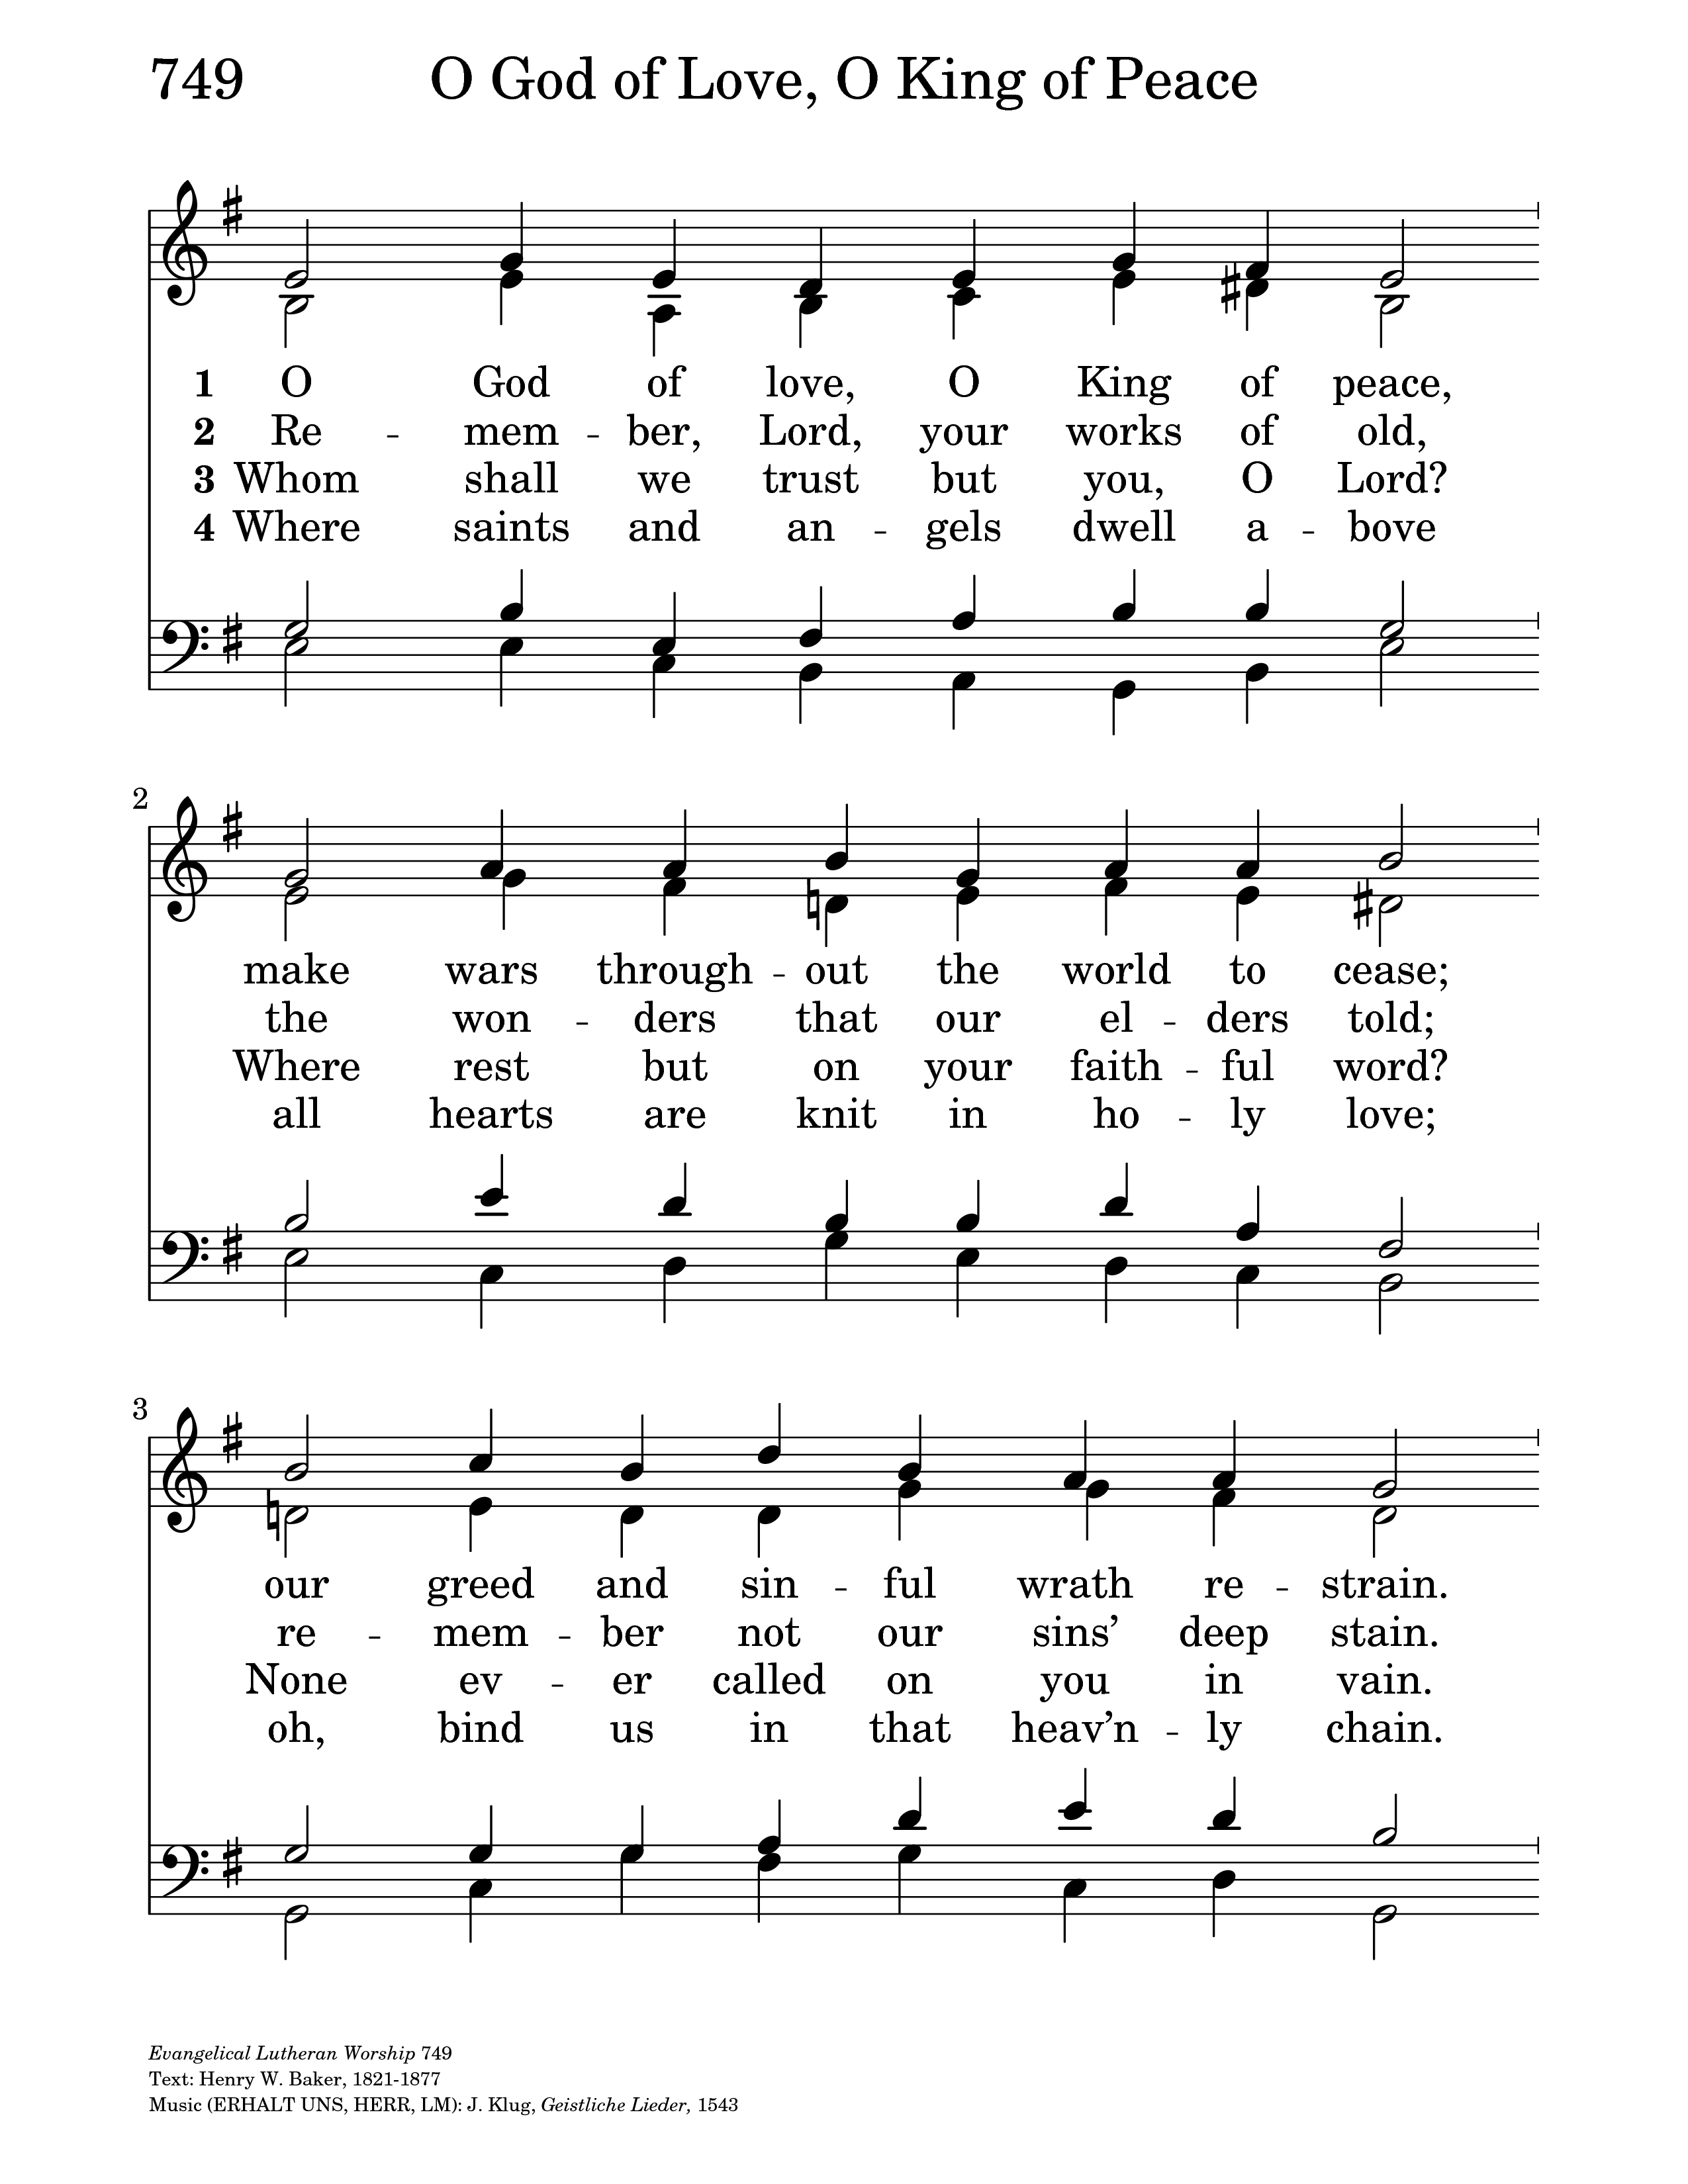 749 O God of Love, O King of Peace
1 O God of love, O King of peace,
2 Re - mem - ber, Lord, your works of old,
3 Whom shall we trust but you, O Lord?
4 Where saints and an - gels dwell a - bove
2
make wars through - out the world to cease;
the won - ders that our el - ders told;
Where rest but on your faith - ful word?
all hearts are knit in ho - ly love;
3
our greed and sin - ful wrath re - strain.
re - mem - ber not our sins’ deep stain.
None ev - er called on you in vain.
oh, bind us in that heav’n - ly chain.
Evangelical Lutheran Worship 749
Text: Henry W. Baker, 1821-1877
Music (ERHALT UNS, HERR, LM): J. Klug, Geistliche Lieder, 1543